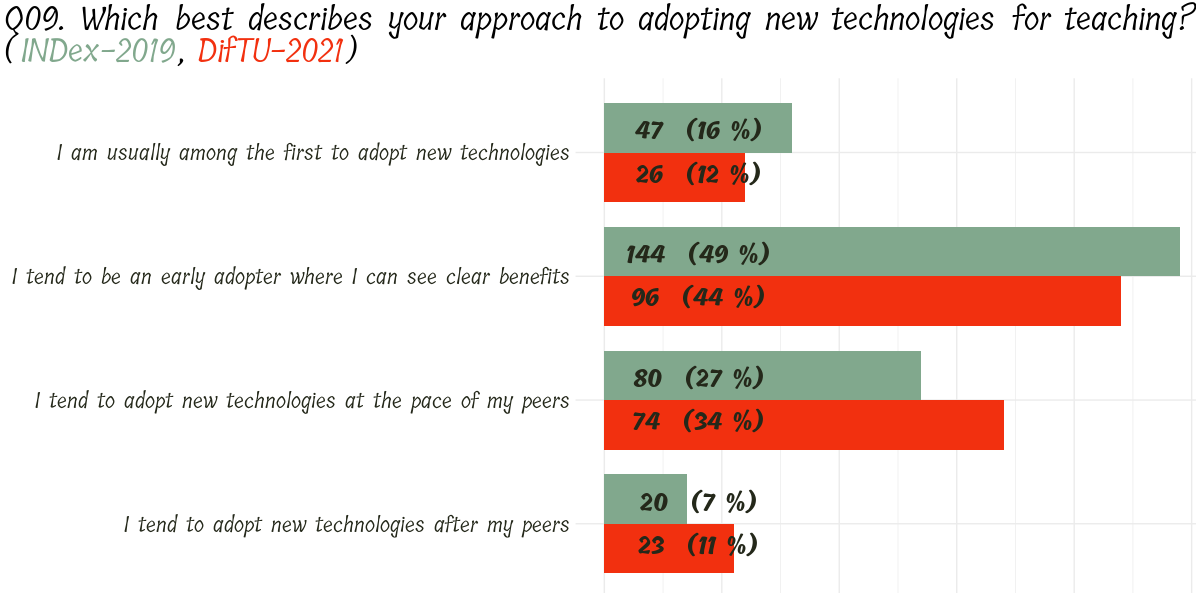 Q09. Which best describes your approach to adopting new technologies for teaching?
(INDex-2019, DifTU-2021)
47 (16 %)
I am usually among the first to adopt new technologies
26 (12 %)
144 (49 %)
I tend to be an early adopter where I can see clear benefits
96 (44 %)
80 (27 %)
I tend to adopt new technologies at the pace of my peers
74 (34 %)
20 (7 %)
I tend to adopt new technologies after my peers
23 (11 %)